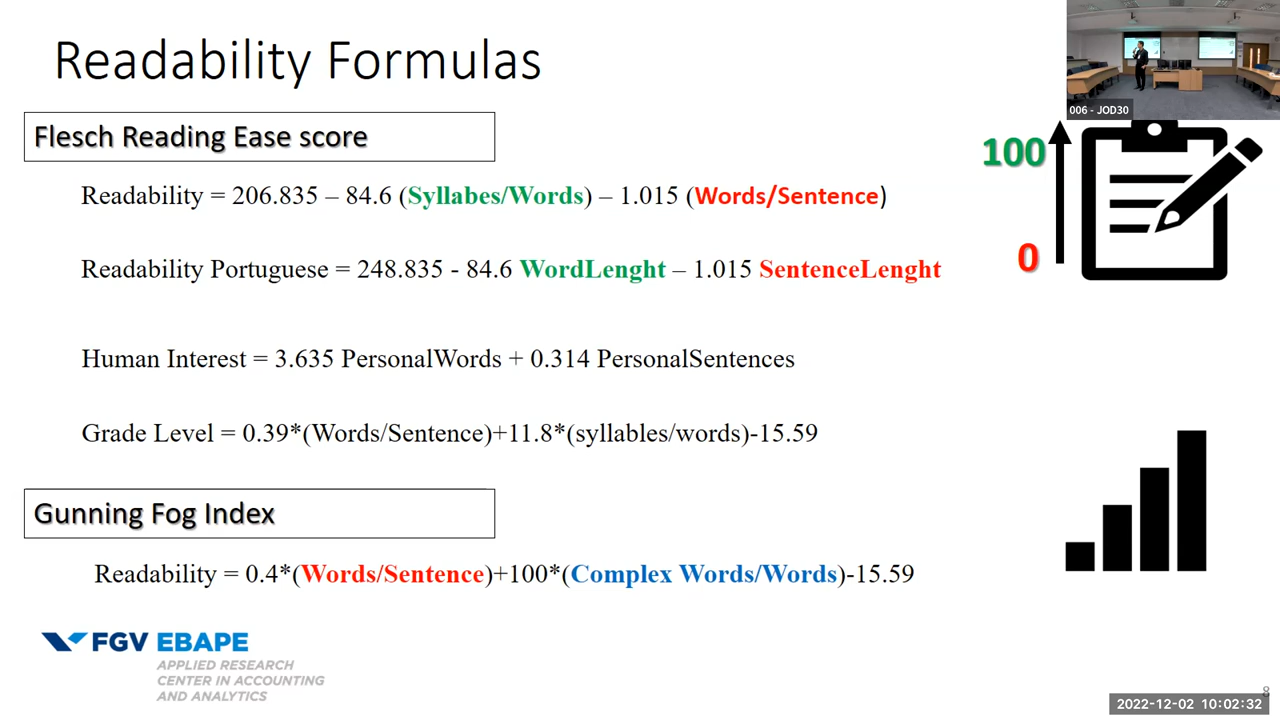 Readability Formulas
006 - JOD30
Flesch Reading Ease score
100
Readability = 206.835 – 84.6 (Syllabes/Words) – 1.015 (Words/Sentence)
0
Readability Portuguese = 248.835 - 84.6 WordLenght – 1.015 SentenceLenght
Human Interest = 3.635 PersonalWords + 0.314 PersonalSentences
Grade Level = 0.39*(Words/Sentence)+11.8*(syllables/words)-15.59
Gunning Fog Index
Readability = 0.4*(Words/Sentence)+100*(Complex Words/Words)-15.59
FGV EBAPE
APPLIED RESEARCH
CENTER IN ACCOUNTING
AND ANALYTICS
8
2022-12-02 10:02:32